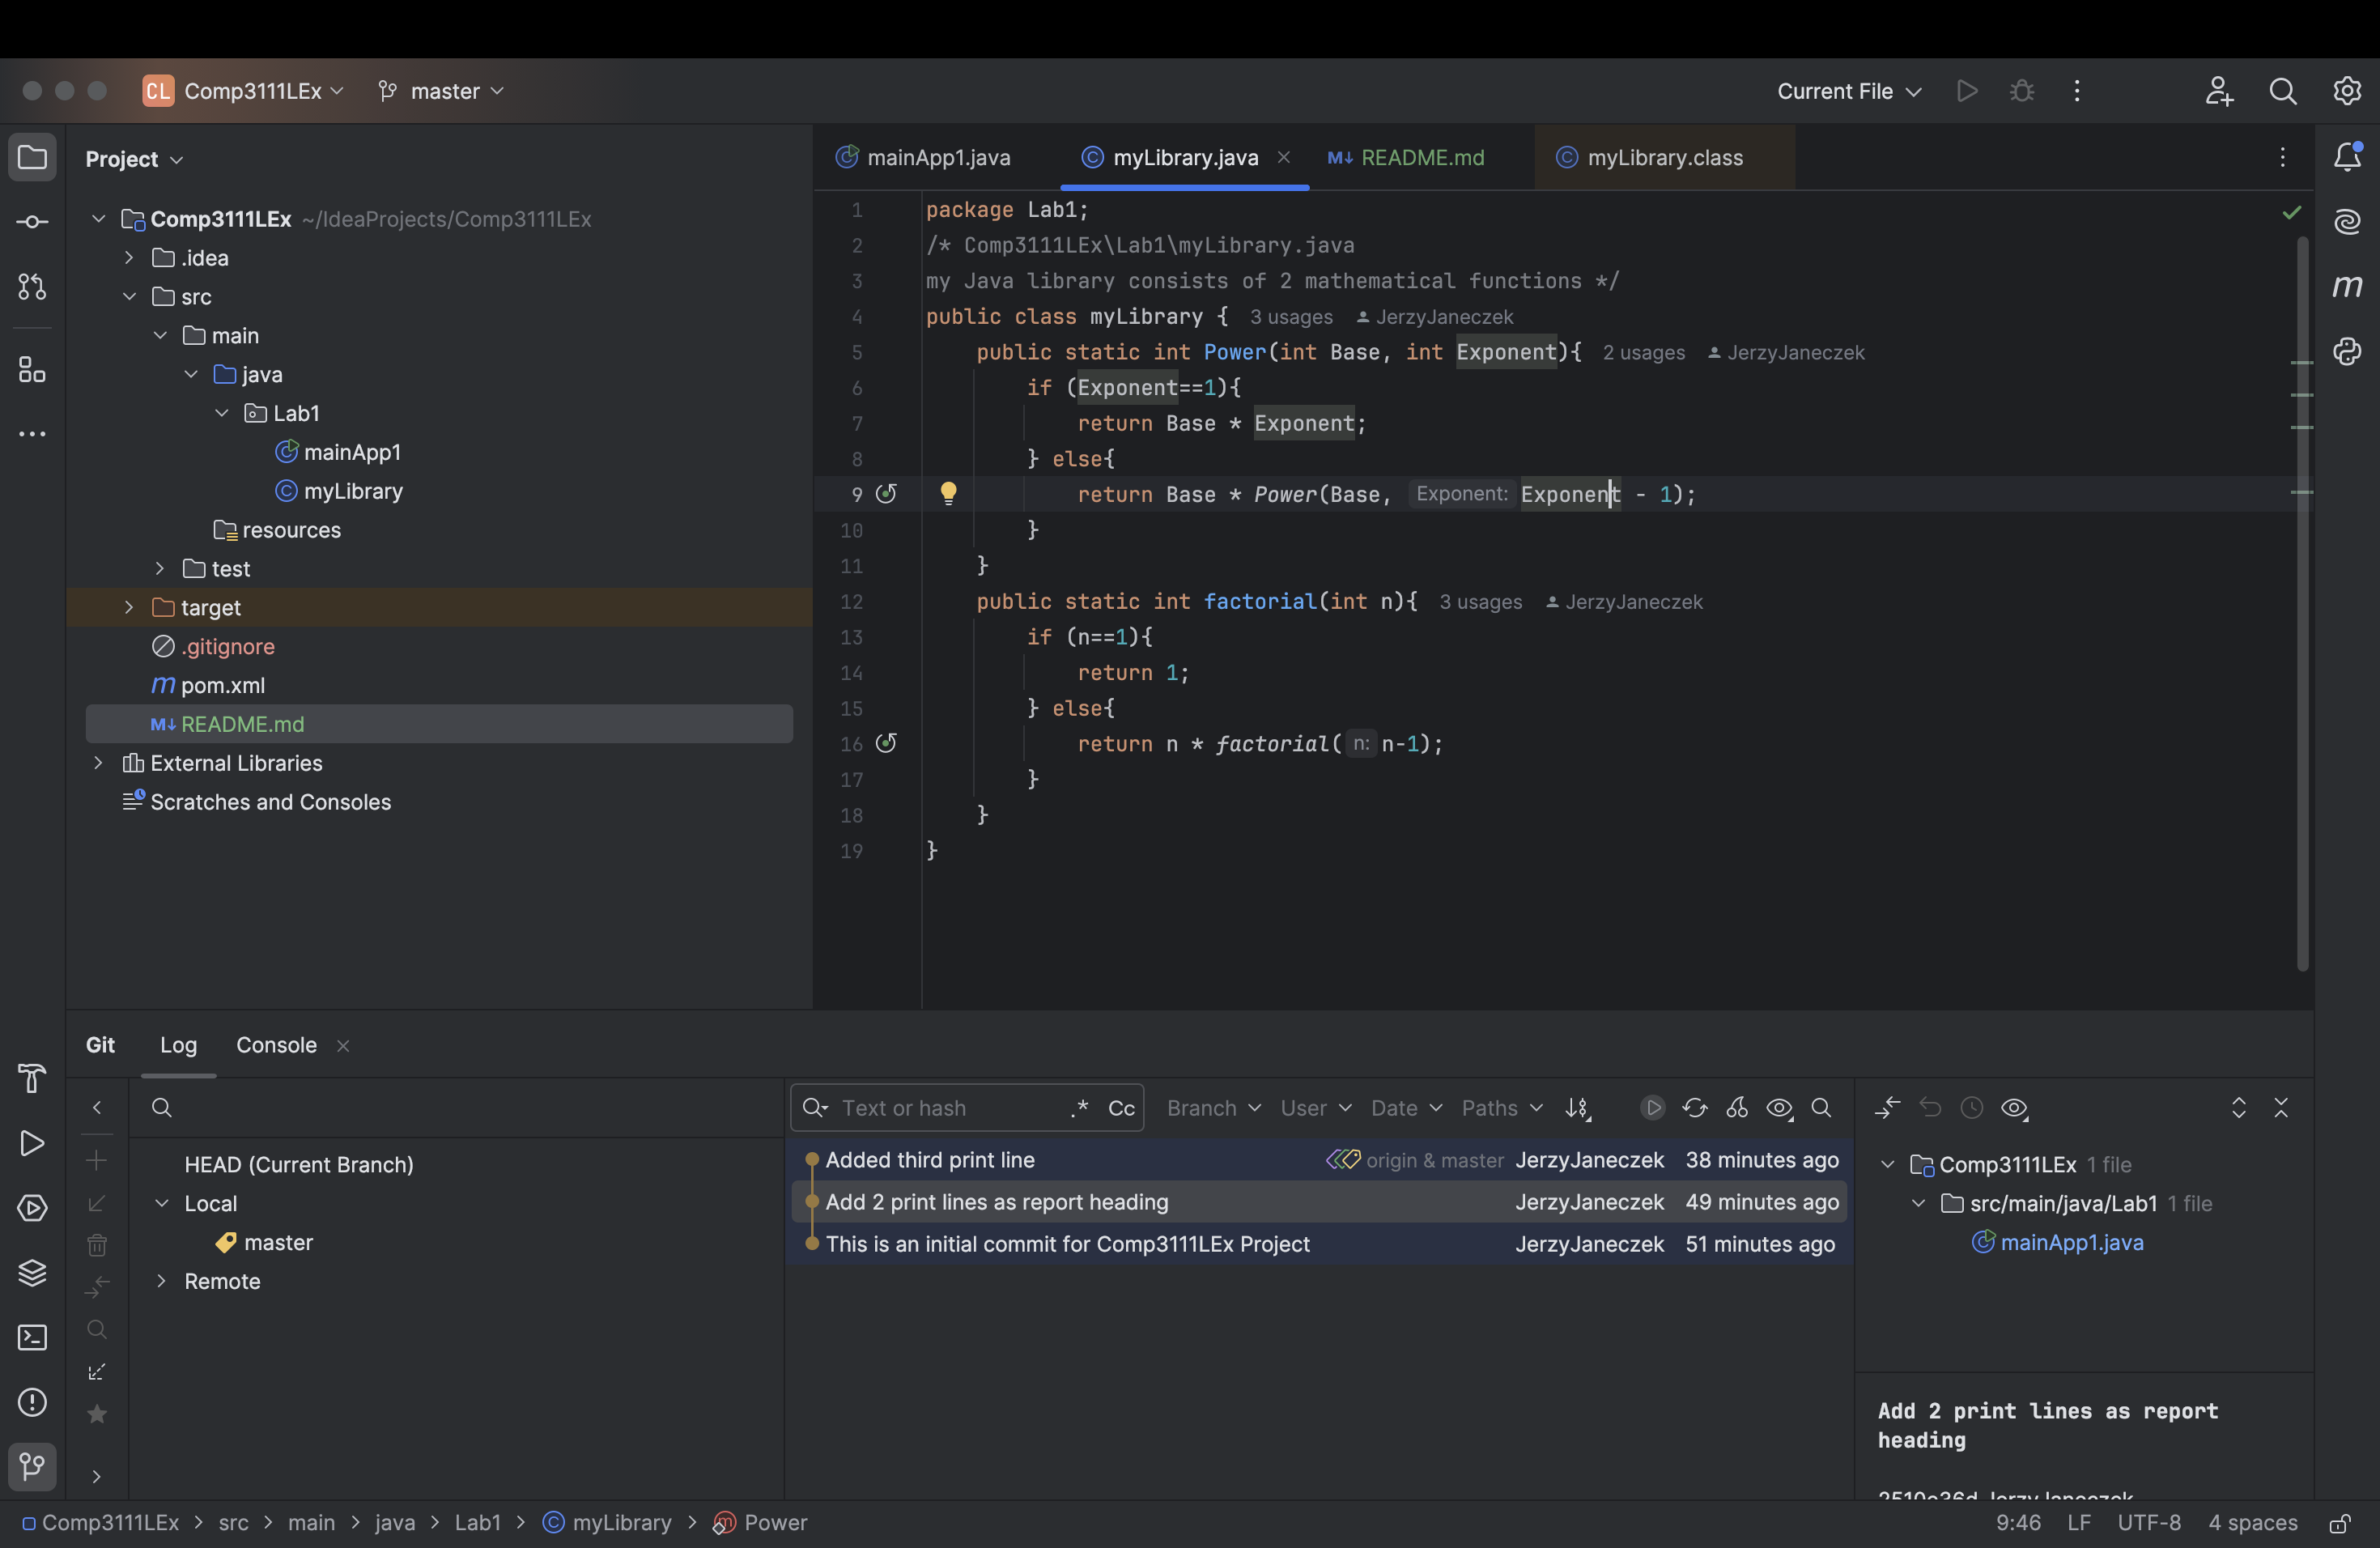 CL Comp3111LEx master Current File
Project
Comp3111LEx ~/IdeaProjects/Comp3111LEx
.idea
src
main
java
Lab1
mainApp1
myLibrary
resources
test
target
.gitignore
pom.xml
README.md
External Libraries
Scratches and Consoles
mainApp1.java myLibrary.java README.md myLibrary.class
1 package Lab1;
2 /* Comp3111LEx\Lab1\myLibrary.java
3 my Java library consists of 2 mathematical functions */
4 public class myLibrary { 3 usages JerzyJaneczek
5 public static int Power(int Base, int Exponent){ 2 usages JerzyJaneczek
6 if (Exponent==1){
7 return Base * Exponent;
8 } else{
9 return Base * Power(Base, Exponent: Exponent - 1);
10 }
11 }
12 public static int factorial(int n){ 3 usages JerzyJaneczek
13 if (n==1){
14 return 1;
15 } else{
16 return n * factorial( n: n-1);
17 }
18 }
19 }
Git Log Console
HEAD (Current Branch)
Local
master
Remote
Text or hash .* Cc Branch User Date Paths
Added third print line origin & master JerzyJaneczek 38 minutes ago
Add 2 print lines as report heading JerzyJaneczek 49 minutes ago
This is an initial commit for Comp3111LEx Project JerzyJaneczek 51 minutes ago
Comp3111LEx 1 file
src/main/java/Lab1 1 file
mainApp1.java
Add 2 print lines as report
heading
JerzyJaneczek
Comp3111LEx > src > main > java > Lab1 > myLibrary > Power 9:46 LF UTF-8 4 spaces